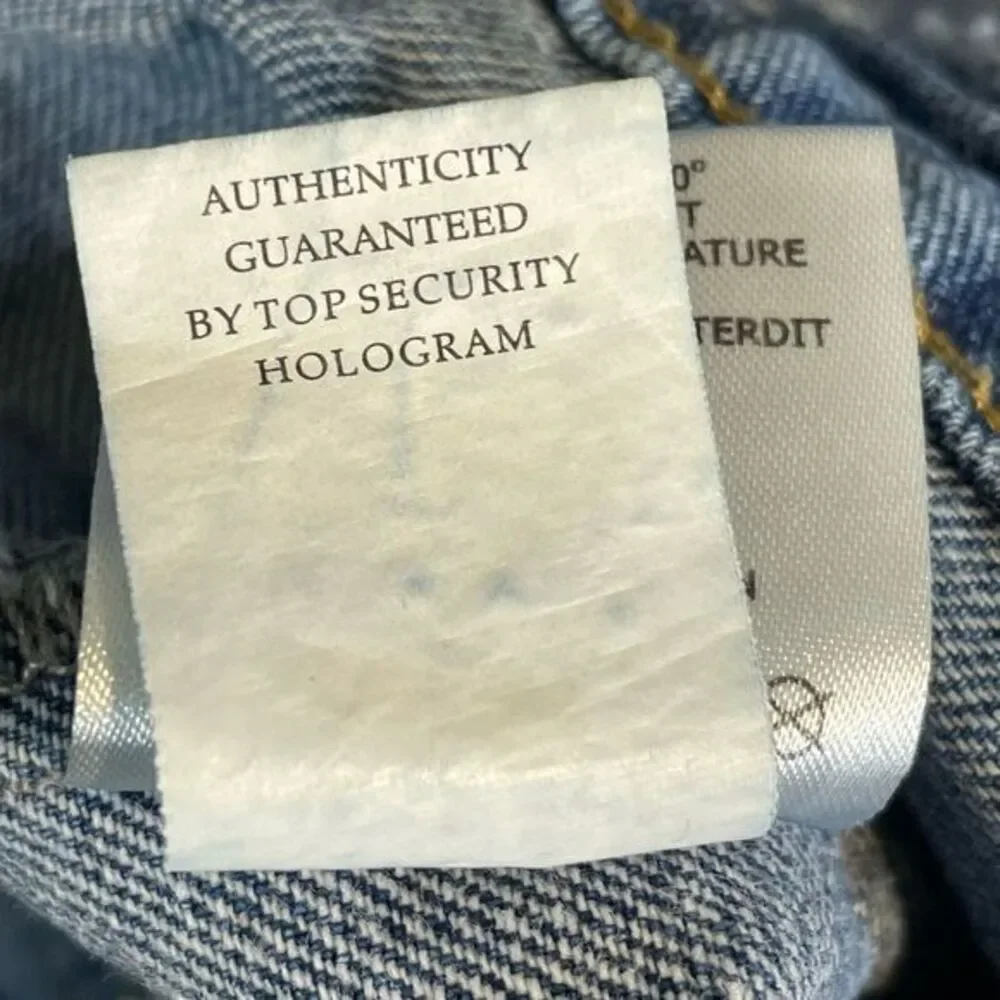 AUTHENTICITY
GUARANTEED
BY TOP SECURITY
HOLOGRAM
0°
T
ATURE
TERDIT